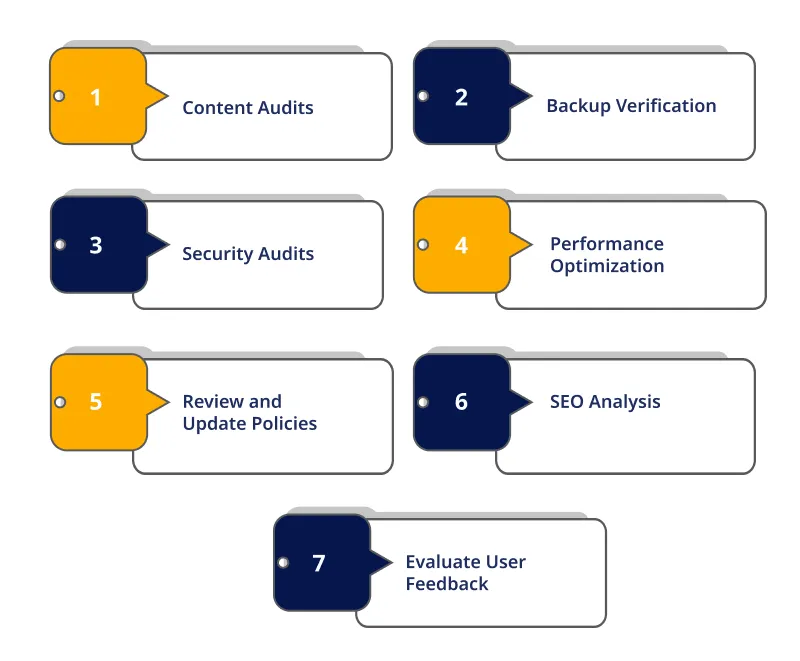 1
Content Audits
2
Backup Verification
3
Security Audits
4
Performance
Optimization
5
Review and
Update Policies
6
SEO Analysis
7
Evaluate User
Feedback